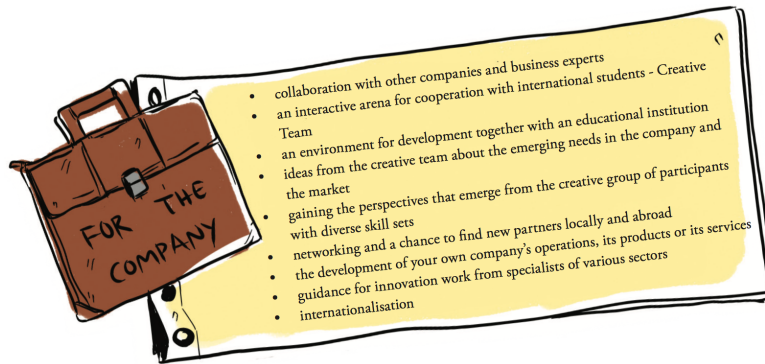 FOR THE
COMPANY
• collaboration with other companies and business experts
• an interactive arena for cooperation with international students - Creative
Team
• an environment for development together with an educational institution
• ideas from the creative team about the emerging needs in the company and
the market
• gaining the perspectives that emerge from the creative group of participants
with diverse skill sets
• networking and a chance to find new partners locally and abroad
• the development of your own company's operations, its products or its services
• guidance for innovation work from specialists of various sectors
• internationalisation